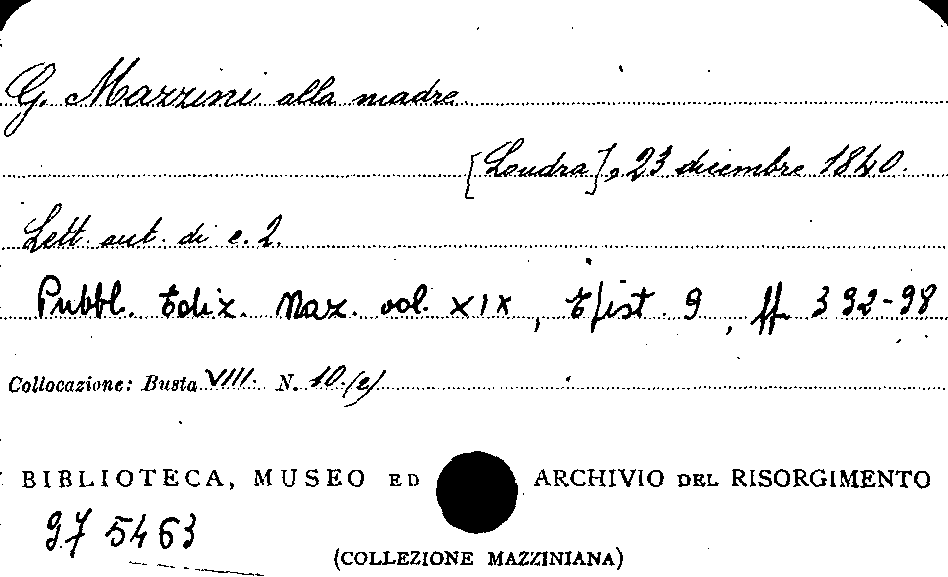 G. Mazzini alla madre
[Londra], 23 dicembre 1840.
Lett. aut. di c. 2.
Pubbl. Ediz. Naz. vol. XIX, Epist. 9, pp. 392-98
Collocazione: Busta VIII. N. 10.(e)
BIBLIOTECA, MUSEO ED ARCHIVIO DEL RISORGIMENTO
97 5463
(COLLEZIONE MAZZINIANA)